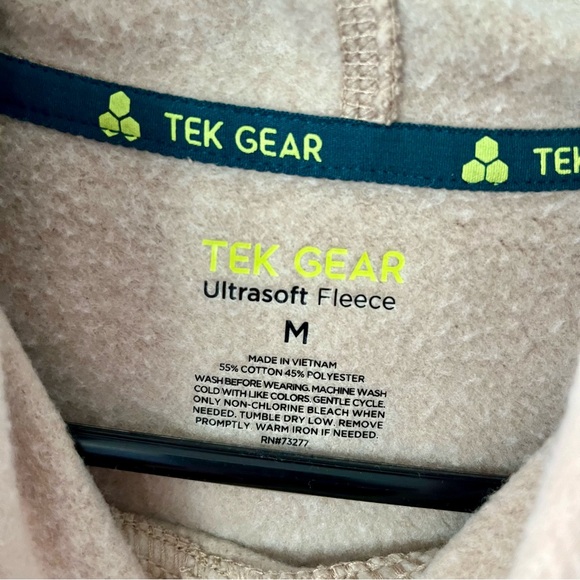 TEK GEAR
TEK
TEK GEAR
Ultrasoft Fleece
M
MADE IN VIETNAM
55% COTTON 45% POLYESTER
WASH BEFORE WEARING. MACHINE WASH
COLD WITH LIKE COLORS. GENTLE CYCLE.
ONLY NON-CHLORINE BLEACH WHEN
NEEDED. TUMBLE DRY LOW. REMOVE
PROMPTLY. WARM IRON IF NEEDED.
RN#73277